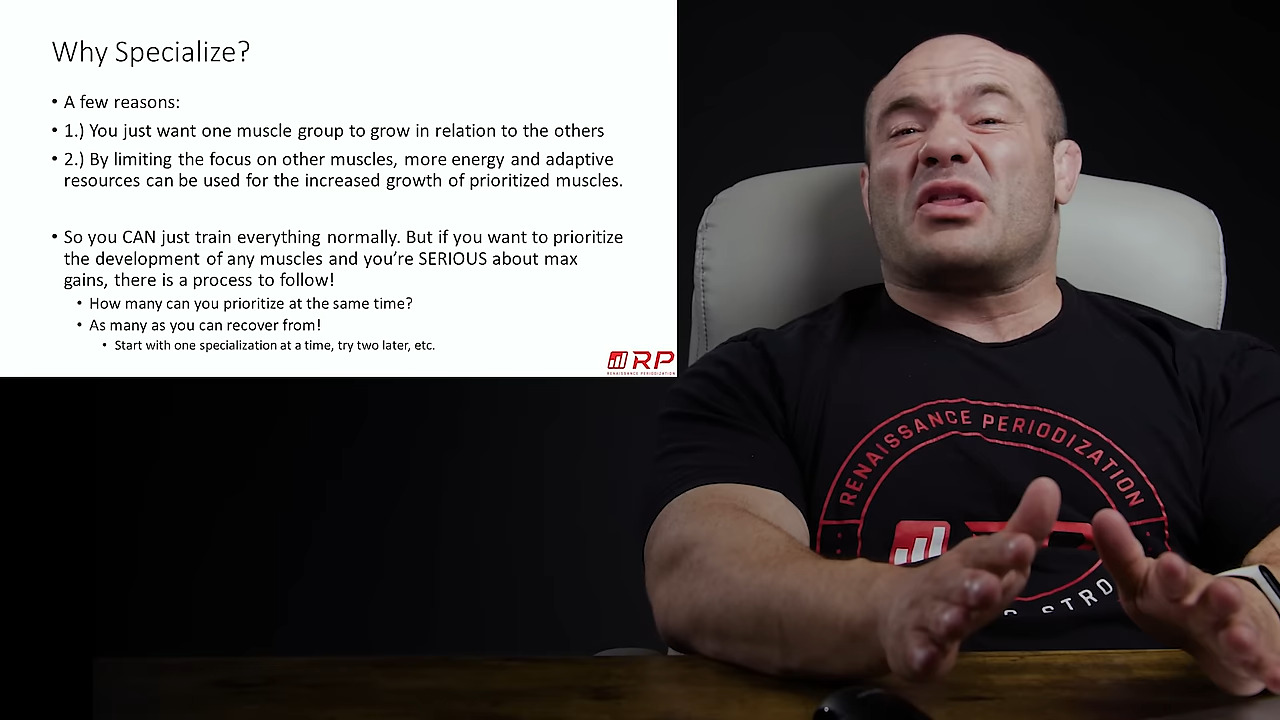 Why Specialize?
• A few reasons:
• 1.) You just want one muscle group to grow in relation to the others
• 2.) By limiting the focus on other muscles, more energy and adaptive
resources can be used for the increased growth of prioritized muscles.
• So you CAN just train everything normally. But if you want to prioritize
the development of any muscles and you’re SERIOUS about max
gains, there is a process to follow!
• How many can you prioritize at the same time?
• As many as you can recover from!
• Start with one specialization at a time, try two later, etc.
RP
RENAISSANCE PERIODIZATION
RENAISSANCE PERIODIZATION